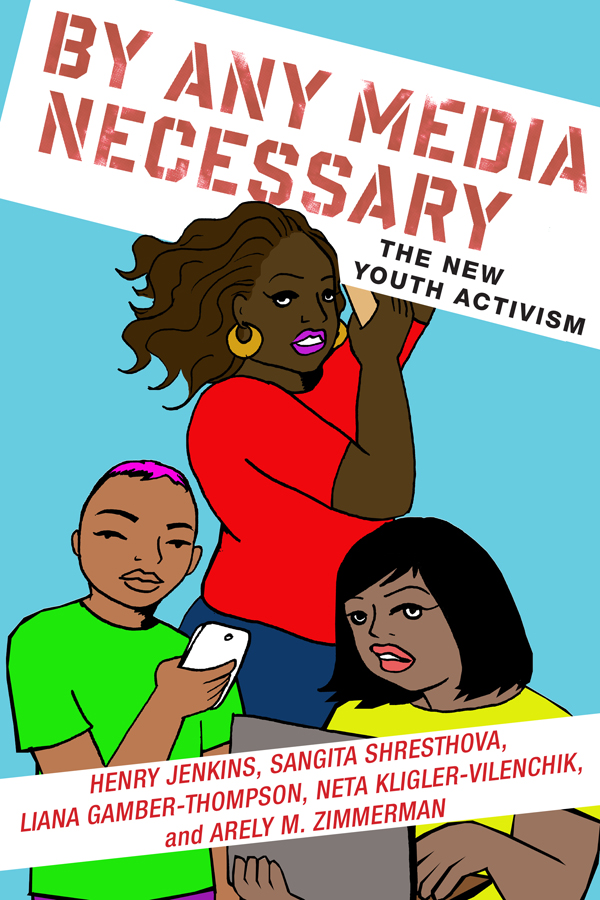 BY ANY MEDIA
NECESSARY
THE NEW
YOUTH ACTIVISM
HENRY JENKINS, SANGITA SHRESTHOVA,
LIANA GAMBER-THOMPSON, NETA KLIGLER-VILENCHIK,
and ARELY M. ZIMMERMAN